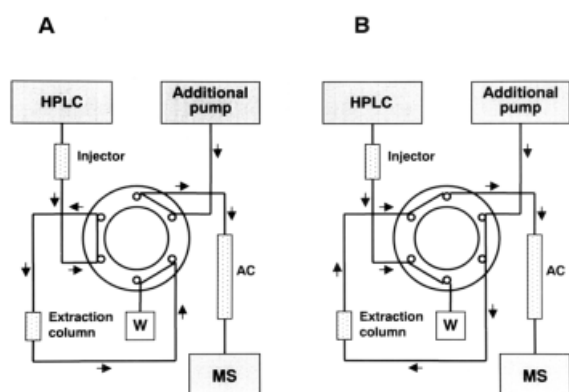 A
HPLC
Additional
pump
Injector
AC
Extraction
column
W
MS
B
HPLC
Additional
pump
Injector
AC
Extraction
column
W
MS